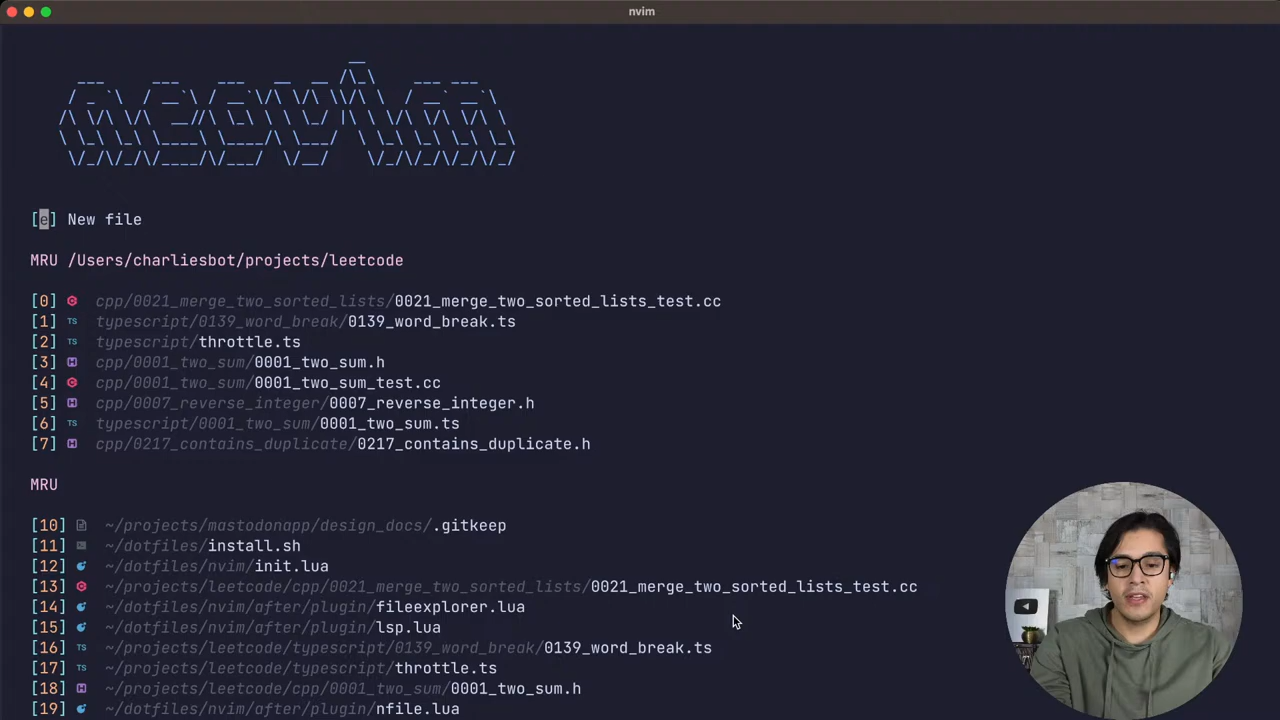 nvim
neovim
[e] New file
MRU /Users/charliesbot/projects/leetcode
[0] cpp/0021_merge_two_sorted_lists/0021_merge_two_sorted_lists_test.cc
[1] TS typescript/0139_word_break/0139_word_break.ts
[2] TS typescript/throttle.ts
[3] H cpp/0001_two_sum/0001_two_sum.h
[4] cpp/0001_two_sum/0001_two_sum_test.cc
[5] H cpp/0007_reverse_integer/0007_reverse_integer.h
[6] TS typescript/0001_two_sum/0001_two_sum.ts
[7] H cpp/0217_contains_duplicate/0217_contains_duplicate.h
MRU
[10] ~/projects/mastodonapp/design_docs/.gitkeep
[11] ~/dotfiles/install.sh
[12] ~/dotfiles/nvim/init.lua
[13] ~/projects/leetcode/cpp/0021_merge_two_sorted_lists/0021_merge_two_sorted_lists_test.cc
[14] ~/dotfiles/nvim/after/plugin/fileexplorer.lua
[15] ~/dotfiles/nvim/after/plugin/lsp.lua
[16] TS ~/projects/leetcode/typescript/0139_word_break/0139_word_break.ts
[17] TS ~/projects/leetcode/typescript/throttle.ts
[18] H ~/projects/leetcode/cpp/0001_two_sum/0001_two_sum.h
[19] ~/dotfiles/nvim/after/plugin/nfile.lua